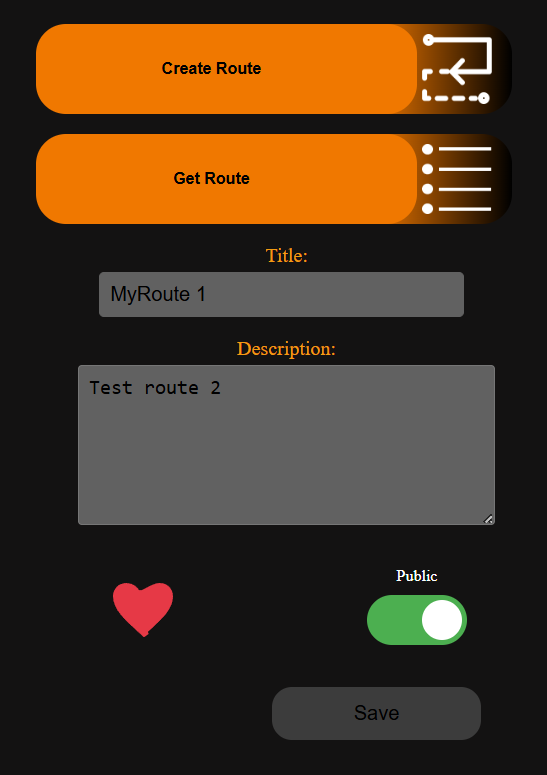 Create Route
Get Route
Title:
MyRoute 1
Description:
Test route 2
Public
Save